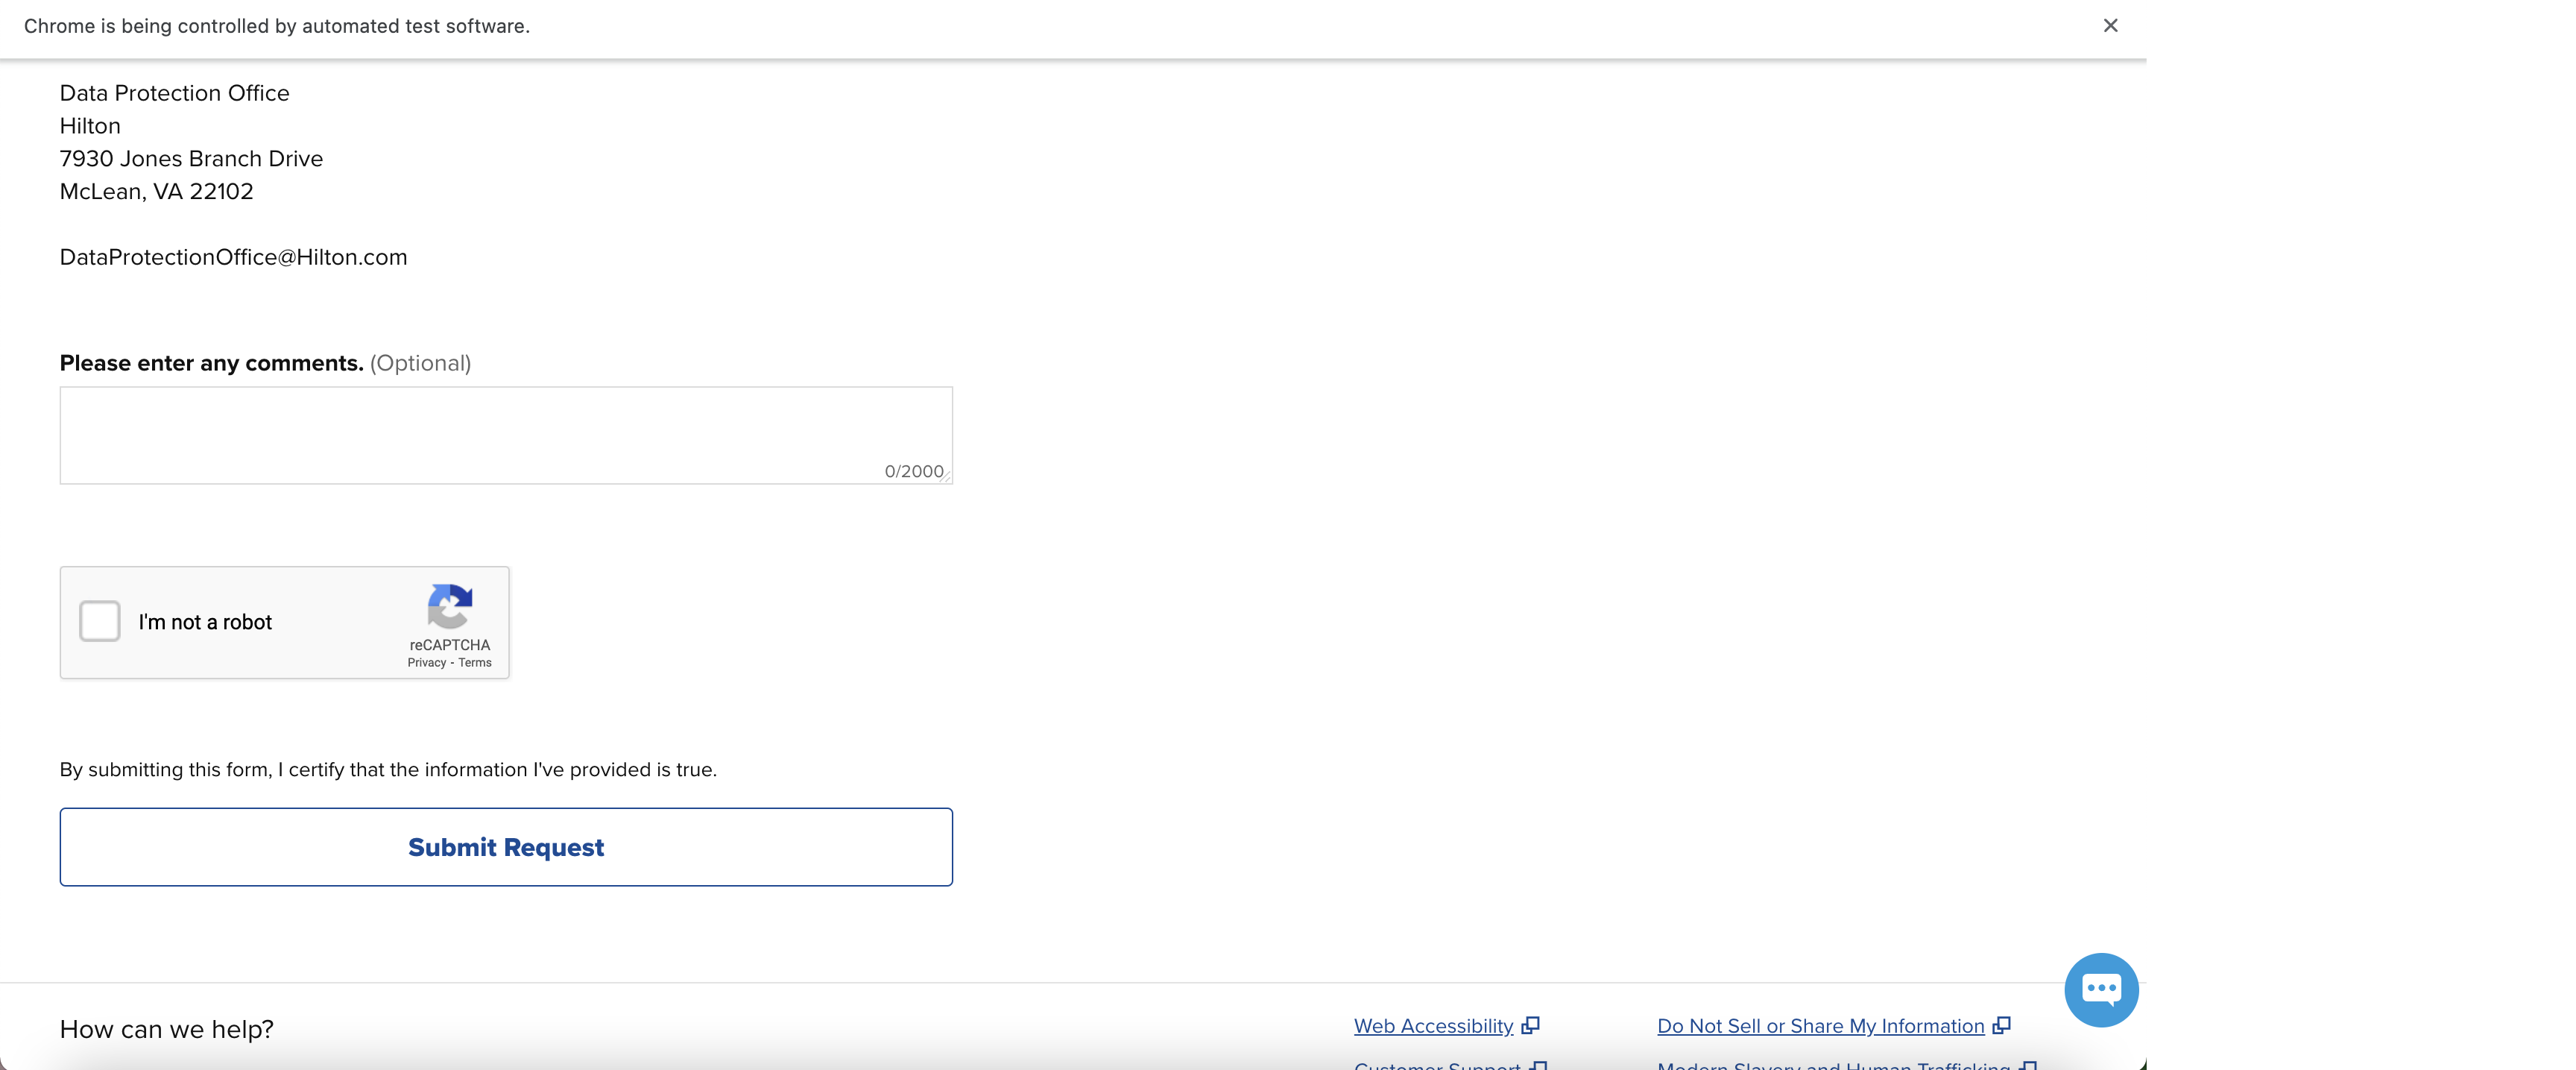 Chrome is being controlled by automated test software.
Data Protection Office
Hilton
7930 Jones Branch Drive
McLean, VA 22102
DataProtectionOffice@Hilton.com
Please enter any comments. (Optional)
0/2000
I'm not a robot
reCAPTCHA
Privacy - Terms
By submitting this form, I certify that the information I've provided is true.
Submit Request
How can we help?
Web Accessibility
Do Not Sell or Share My Information
Customer Support
Modern Slavery and Human Trafficking